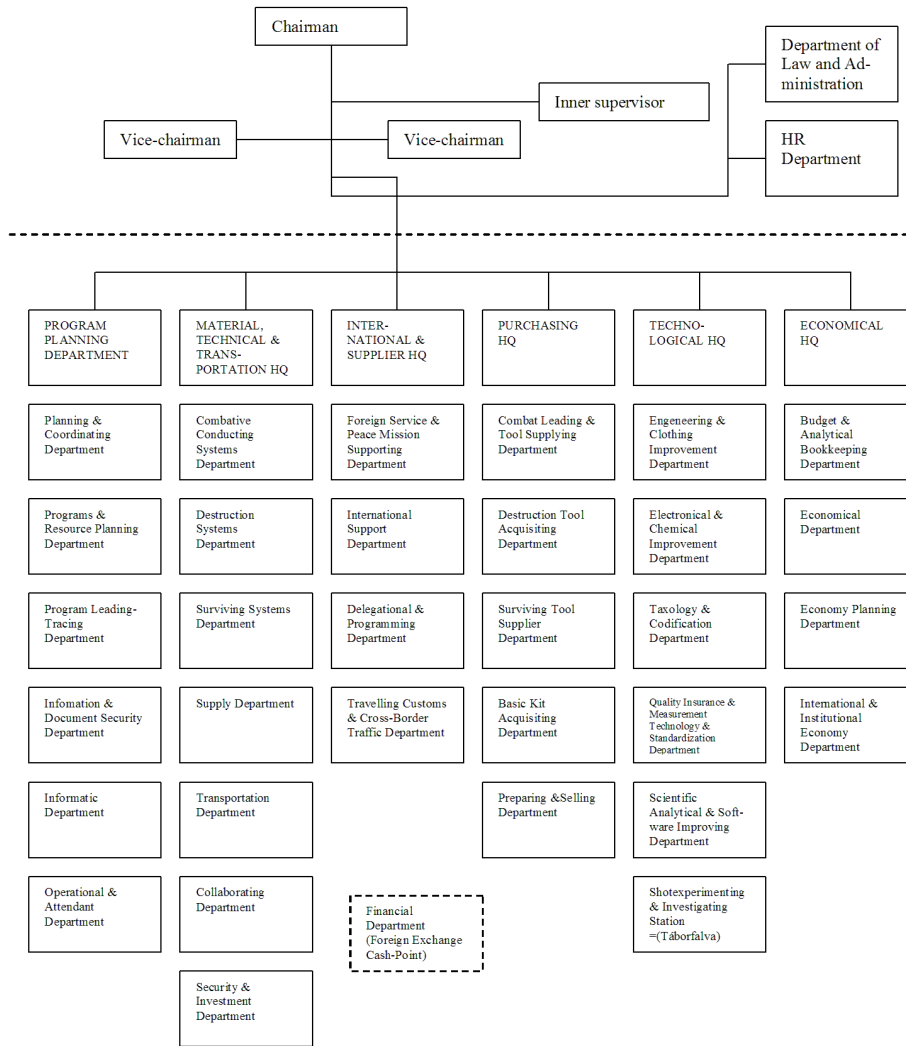 Chairman
Department of
Law and Ad-
ministration
Inner supervisor
Vice-chairman
Vice-chairman
HR
Department
PROGRAM
PLANNING
DEPARTMENT
MATERIAL,
TECHNICAL &
TRANS-
PORTATION HQ
INTER-
NATIONAL &
SUPPLIER HQ
PURCHASING
HQ
TECHNO-
LOGICAL HQ
ECONOMICAL
HQ
Planning &
Coordinating
Department
Combative
Conducting
Systems
Department
Foreign Service &
Peace Mission
Supporting
Department
Combat Leading &
Tool Supplying
Department
Engeneering &
Clothing
Improvement
Department
Budget &
Analytical
Bookkeeping
Department
Programs &
Resource Planning
Department
Destruction
Systems
Department
International
Support
Department
Destruction Tool
Acquisiting
Department
Electronical &
Chemical
Improvement
Department
Economical
Department
Program Leading-
Tracing
Department
Surviving Systems
Department
Delegational &
Programming
Department
Surviving Tool
Supplier
Department
Taxology &
Codification
Department
Economy Planning
Department
Infomation &
Document Security
Department
Supply Department
Travelling Customs
& Cross-Border
Traffic Department
Basic Kit
Acquisiting
Department
Quality Insurance &
Measurement
Technology &
Standardization
Department
International &
Institutional
Economy
Department
Informatic
Department
Transportation
Department
Preparing &Selling
Department
Scientific
Analytical & Soft-
ware Improving
Department
Operational &
Attendant
Department
Collaborating
Department
Financial
Department
(Foreign Exchange
Cash-Point)
Shotexperimenting
& Investigating
Station
=(Táborfalva)
Security &
Investment
Department